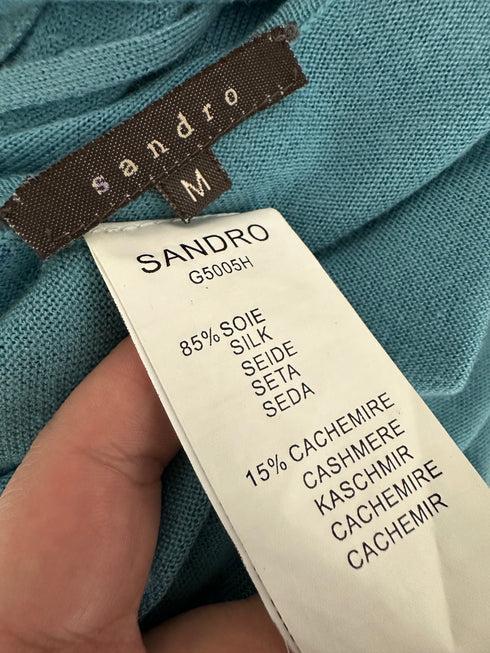 sandro
M
SANDRO
G5005H
85% SOIE
SILK
SEIDE
SETA
SEDA
15% CACHEMIRE
CASHMERE
KASCHMIR
CACHEMIRE
CACHEMIR